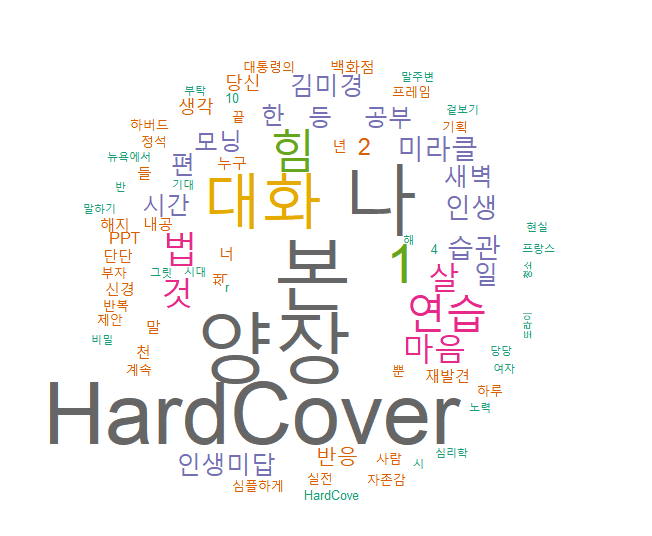 대통령의 백화점
당신 김미경 말주변
부탁 10 프레임
생각 한 등 공부 겉보기
끝 기획
하버드 모닝 힘 년 2 미라클
정석
뉴욕에서 편 누구
들 새벽
반 기대 대화 나
말하기 시간 인생
해지 내공 현실
PPT 법 너 본 1 해 4 습관 프랑스
단단
부자 그릿 시대 살 일
신경 것 r
반복 연습
제안 말 양장
비밀 마음 당당
천 여자
계속 뿐 재발견
하루
HardCover 노력
인생미답 반응 사람 시 심리학
심플하게 실전 자존감
HardCove